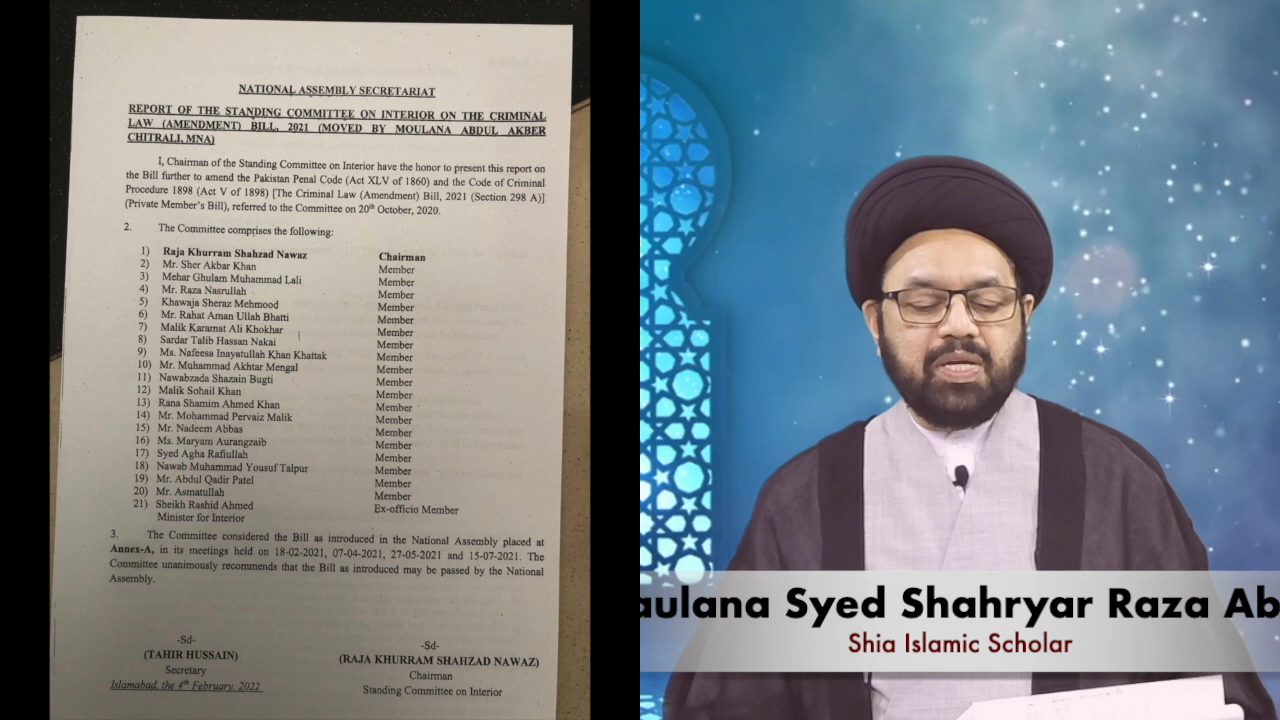 NATIONAL ASSEMBLY SECRETARIAT
REPORT OF THE STANDING COMMITTEE ON INTERIOR ON THE CRIMINAL
LAW (AMENDMENT) BILL, 2021 (MOVED BY MOULANA ABDUL AKBER
CHITRALI, MNA)
I, Chairman of the Standing Committee on Interior have the honor to present this report on
the Bill further to amend the Pakistan Penal Code (Act XLV of 1860) and the Code of Criminal
Procedure 1898 (Act V of 1898) [The Criminal Law (Amendment) Bill, 2021 (Section 298 A)]
(Private Member's Bill), referred to the Committee on 20th October, 2020.
2. The Committee comprises the following:
1) Raja Khurram Shahzad Nawaz Chairman
2) Mr. Sher Akbar Khan Member
3) Mehar Ghulam Muhammad Lali Member
4) Mr. Raza Nasrullah Member
5) Khawaja Sheraz Mehmood Member
6) Mr. Rahat Aman Ullah Bhatti Member
7) Malik Karamat Ali Khokhar Member
8) Sardar Talib Hassan Nakai Member
9) Ms. Nafeesa Inayatullah Khan Khattak Member
10) Mr. Muhammad Akhtar Mengal Member
11) Nawabzada Shazain Bugti Member
12) Malik Sohail Khan Member
13) Rana Shamim Ahmed Khan Member
14) Mr. Mohammad Pervaiz Malik Member
15) Mr. Nadeem Abbas Member
16) Ms. Maryam Aurangzaib Member
17) Syed Agha Rafiullah Member
18) Nawab Muhammad Yousuf Talpur Member
19) Mr. Abdul Qadir Patel Member
20) Mr. Asmatullah Member
21) Sheikh Rashid Ahmed Ex-officio Member
Minister for Interior
3. The Committee considered the Bill as introduced in the National Assembly placed at
Annex-A, in its meetings held on 18-02-2021, 07-04-2021, 27-05-2021 and 15-07-2021. The
Committee unanimously recommends that the Bill as introduced may be passed by the National
Assembly.
-Sd- -Sd-
(TAHIR HUSSAIN) (RAJA KHURRAM SHAHZAD NAWAZ)
Secretary Chairman
Islamabad, the 4th February, 2022 Standing Committee on Interior
aulana Syed Shahryar Raza Ab
Shia Islamic Scholar